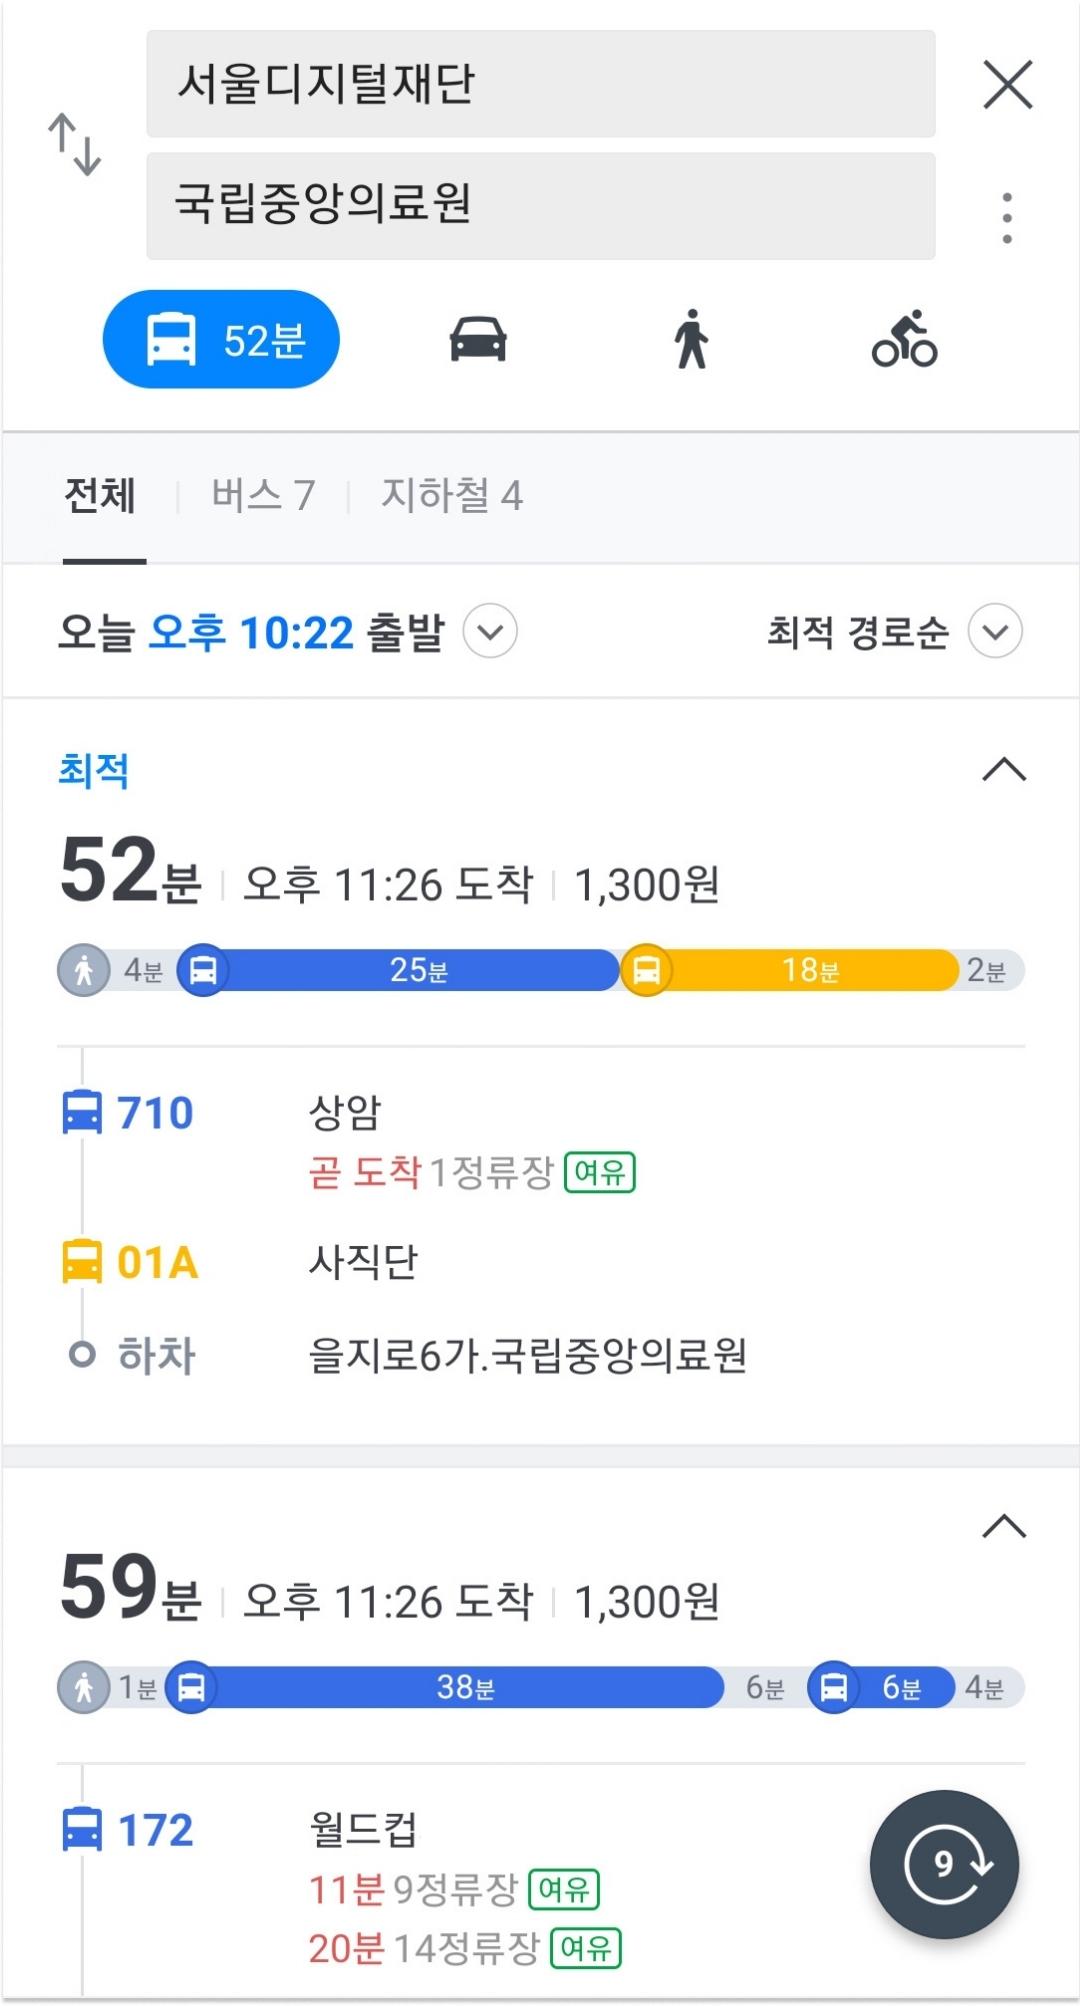 서울디지털재단
국립중앙의료원
52분
전체 버스 7 지하철 4
오늘 오후 10:22 출발 최적 경로순
최적
52분 오후 11:26 도착 1,300원
4분 25분 18분 2분
710 상암
곧 도착 1정류장 여유
01A 사직단
하차 을지로6가.국립중앙의료원
59분 오후 11:26 도착 1,300원
1분 38분 6분 6분 4분
172 월드컵
11분 9정류장 여유
20분 14정류장 여유
9